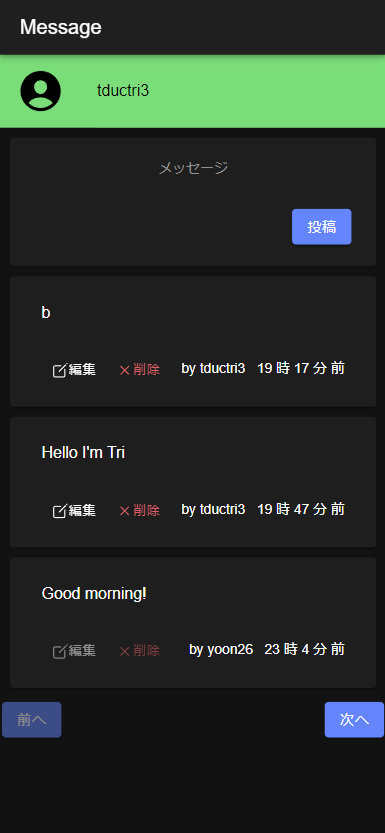 Message
tductri3
メッセージ
投稿
b
編集 削除 by tductri3 19 時 17 分 前
Hello I'm Tri
編集 削除 by tductri3 19 時 47 分 前
Good morning!
編集 削除 by yoon26 23 時 4 分 前
前へ 次へ